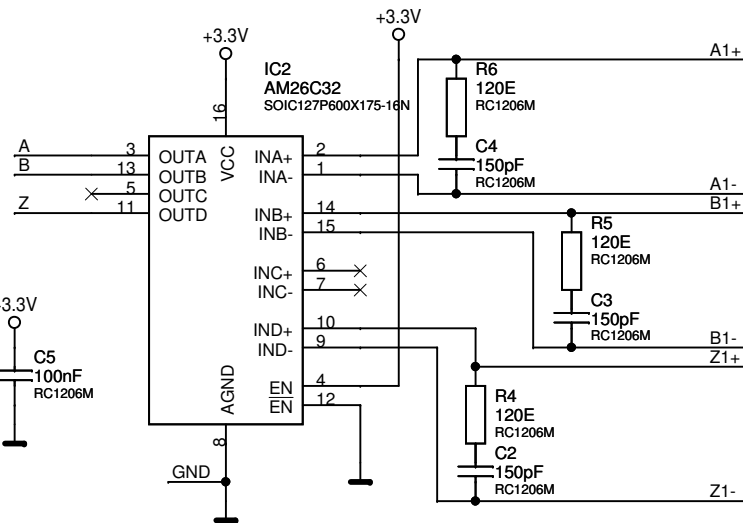 +3.3V
+3.3V
A1+
IC2
AM26C32
SOIC127P600X175-16N
R6
120E
RC1206M
16
VCC
A
3
OUTA
INA+
2
C4
150pF
RC1206M
B
13
OUTB
INA-
1
5
OUTC
A1-
Z
11
OUTD
INB+
14
B1+
INB-
15
R5
120E
RC1206M
INC+
6
INC-
7
C3
150pF
RC1206M
+3.3V
IND+
10
IND-
9
B1-
Z1+
C5
100nF
RC1206M
EN
4
EN
12
AGND
8
R4
120E
RC1206M
GND
C2
150pF
RC1206M
Z1-